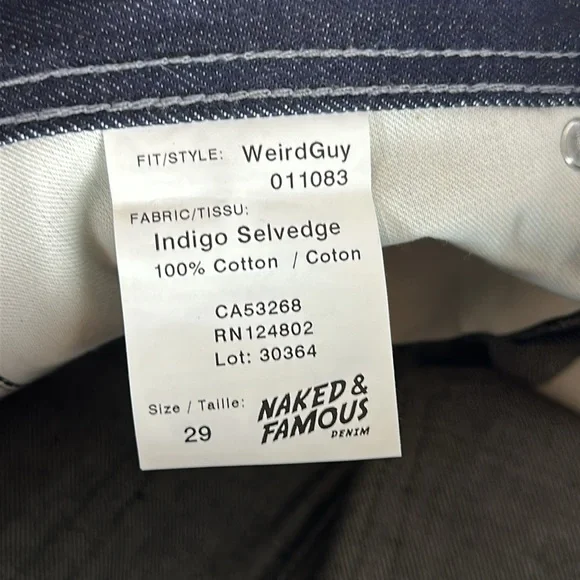 FIT/STYLE: WeirdGuy
011083
FABRIC/TISSU:
Indigo Selvedge
100% Cotton / Coton
CA53268
RN124802
Lot: 30364
Size / Taille:
29
NAKED &
FAMOUS
DENIM